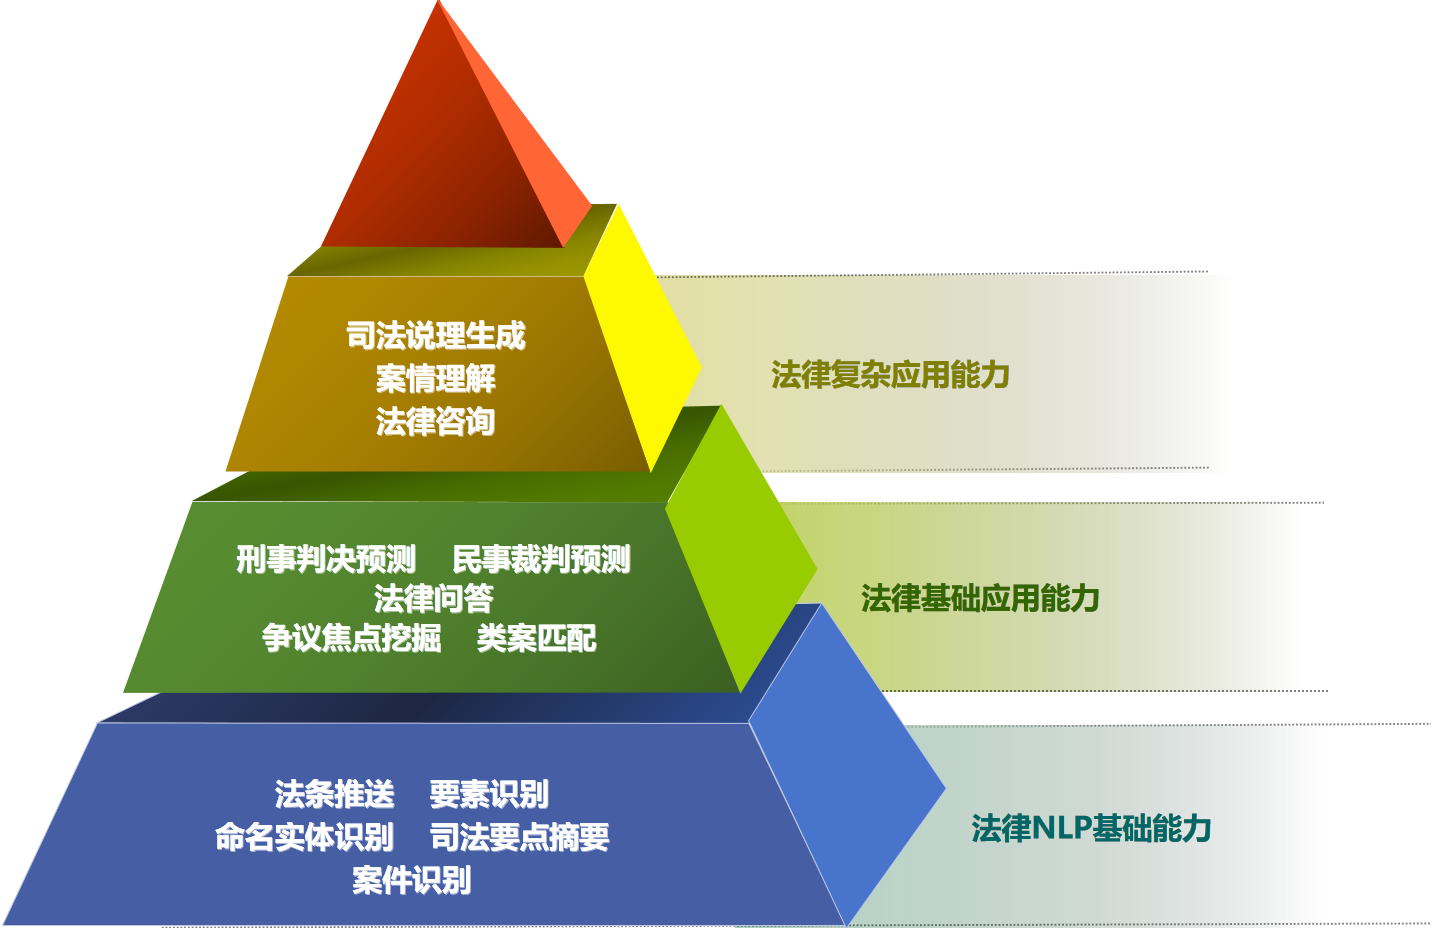 司法说理生成
案情理解
法律咨询
法律复杂应用能力
刑事判决预测 民事裁判预测
法律问答
争议焦点挖掘 类案匹配
法律基础应用能力
法条推送 要素识别
命名实体识别 司法要点摘要
案件识别
法律NLP基础能力